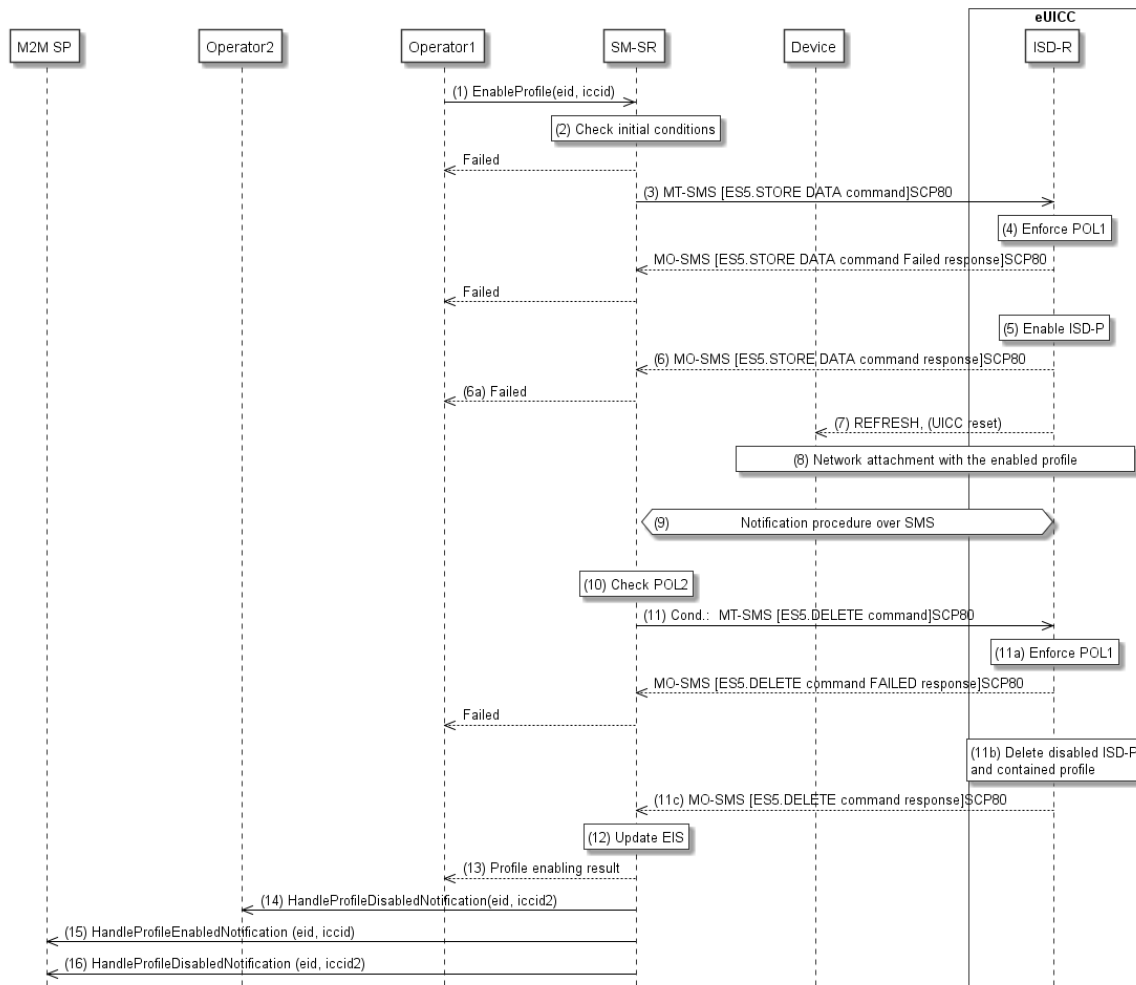 eUICC
M2M SP
Operator2
Operator1
SM-SR
Device
ISD-R
(1) EnableProfile(eid, iccid)
(2) Check initial conditions
Failed
(3) MT-SMS [ES5.STORE DATA command]SCP80
(4) Enforce POL1
MO-SMS [ES5.STORE DATA command Failed response]SCP80
Failed
(5) Enable ISD-P
(6) MO-SMS [ES5.STORE DATA command response]SCP80
(6a) Failed
(7) REFRESH, (UICC reset)
(8) Network attachment with the enabled profile
(9) Notification procedure over SMS
(10) Check POL2
(11) Cond.: MT-SMS [ES5.DELETE command]SCP80
(11a) Enforce POL1
MO-SMS [ES5.DELETE command FAILED response]SCP80
Failed
(11b) Delete disabled ISD-P
and contained profile
(11c) MO-SMS [ES5.DELETE command response]SCP80
(12) Update EIS
(13) Profile enabling result
(14) HandleProfileDisabledNotification(eid, iccid2)
(15) HandleProfileEnabledNotification (eid, iccid)
(16) HandleProfileDisabledNotification (eid, iccid2)